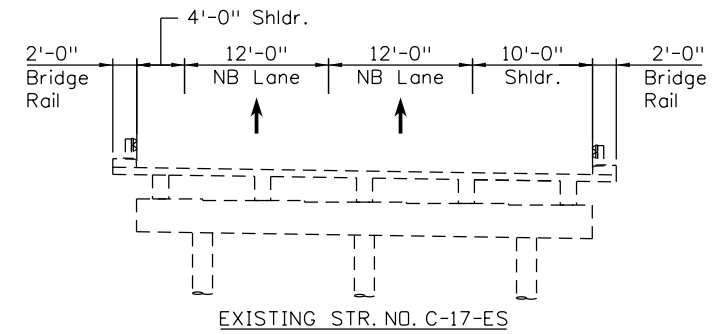 4'-0" Shldr.
2'-0"
Bridge
Rail
12'-0"
NB Lane
12'-0"
NB Lane
10'-0"
Shldr.
2'-0"
Bridge
Rail
EXISTING STR. NO. C-17-ES